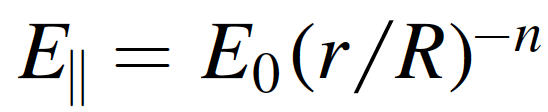 E_{||} = E_0(r/R)^{-n}